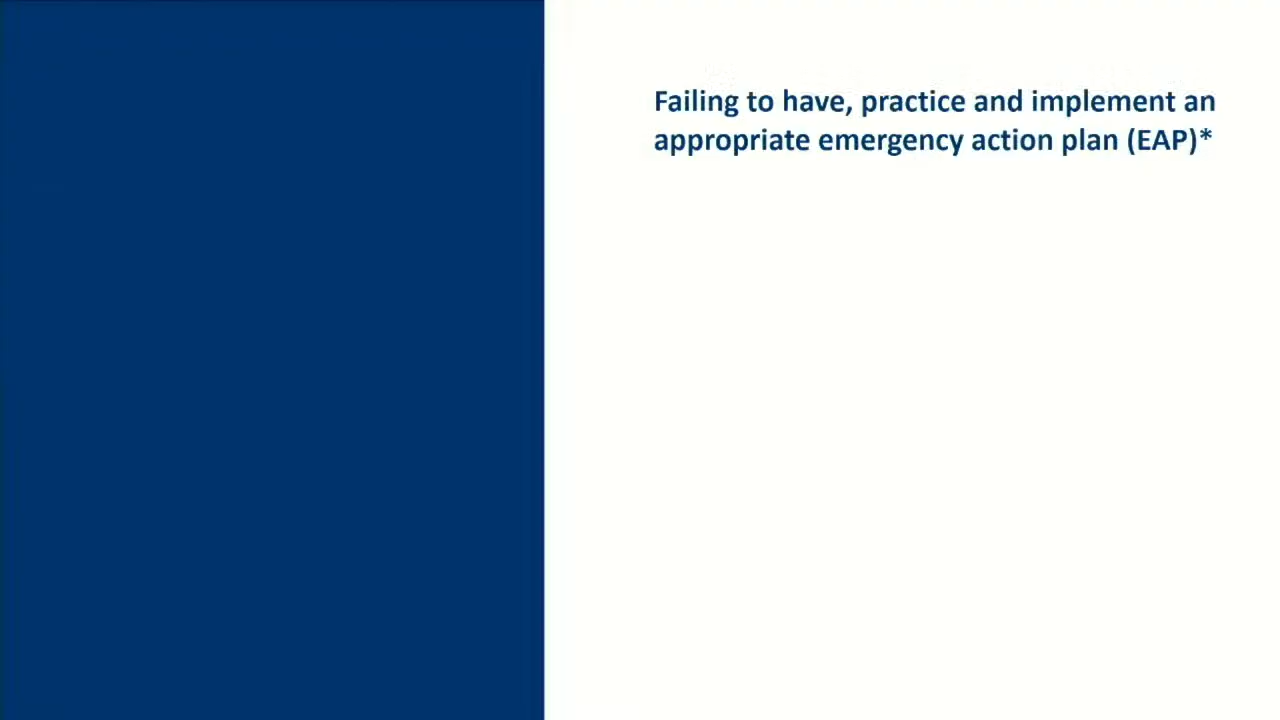 Failing to have, practice and implement an
appropriate emergency action plan (EAP)*